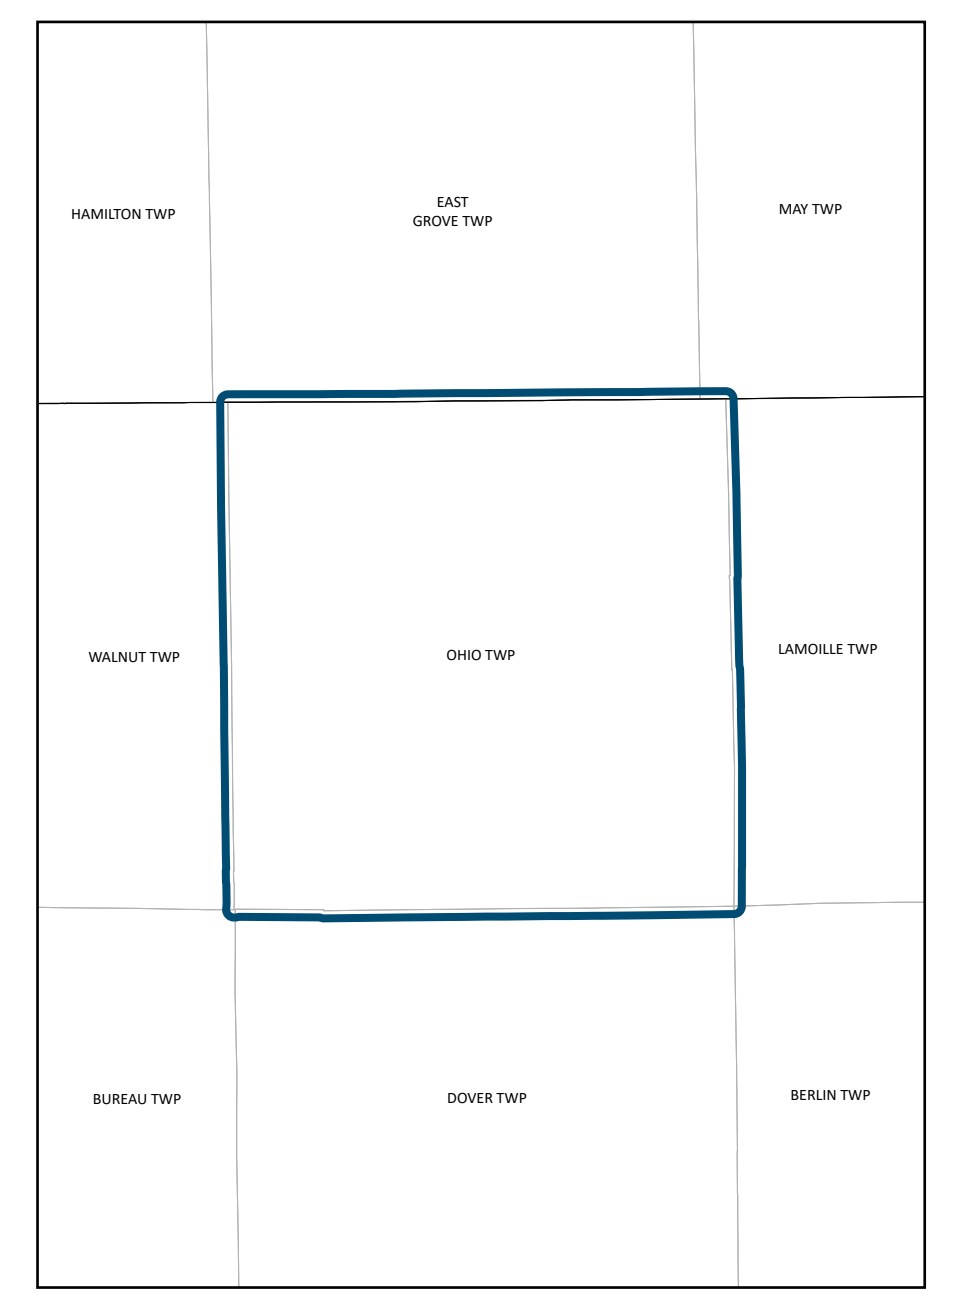 HAMILTON TWP
EAST
GROVE TWP
MAY TWP
WALNUT TWP
OHIO TWP
LAMOILLE TWP
BUREAU TWP
DOVER TWP
BERLIN TWP